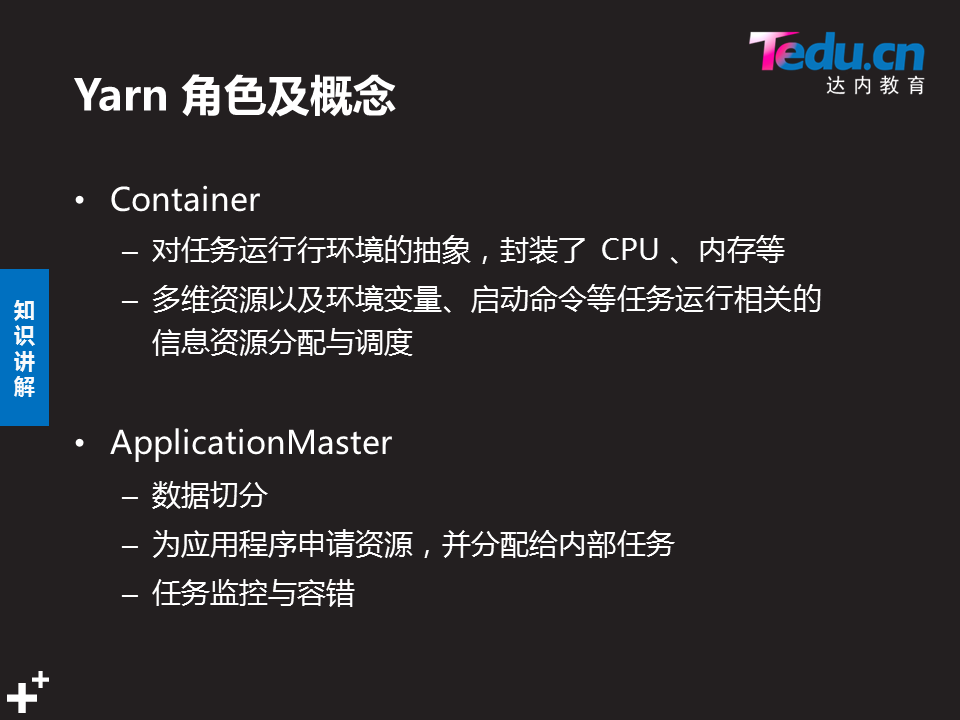 Tedu.cn
达内教育
Yarn 角色及概念
• Container
– 对任务运行行环境的抽象，封装了 CPU 、内存等
– 多维资源以及环境变量、启动命令等任务运行相关的
信息资源分配与调度
知识讲解
• ApplicationMaster
– 数据切分
– 为应用程序申请资源，并分配给内部任务
– 任务监控与容错